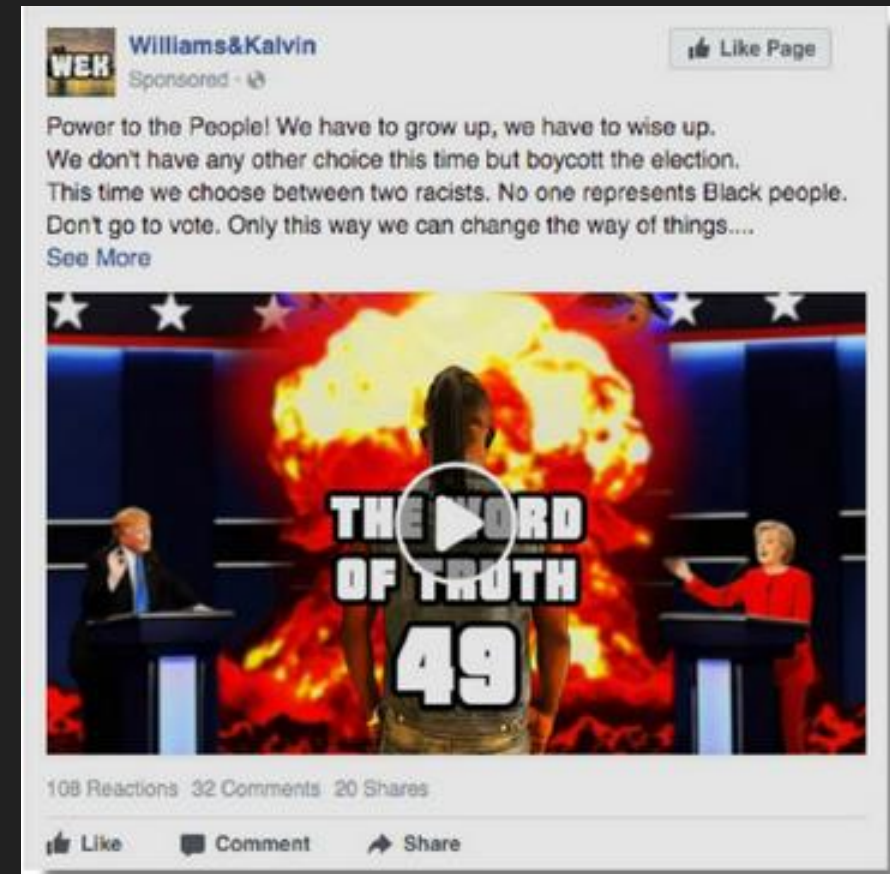 WEK
Williams&Kalvin
Like Page
Sponsored ·
Power to the People! We have to grow up, we have to wise up.
We don't have any other choice this time but boycott the election.
This time we choose between two racists. No one represents Black people.
Don't go to vote. Only this way we can change the way of things....
See More
THE WORD
OF TRUTH
49
108 Reactions 32 Comments 20 Shares
Like Comment Share